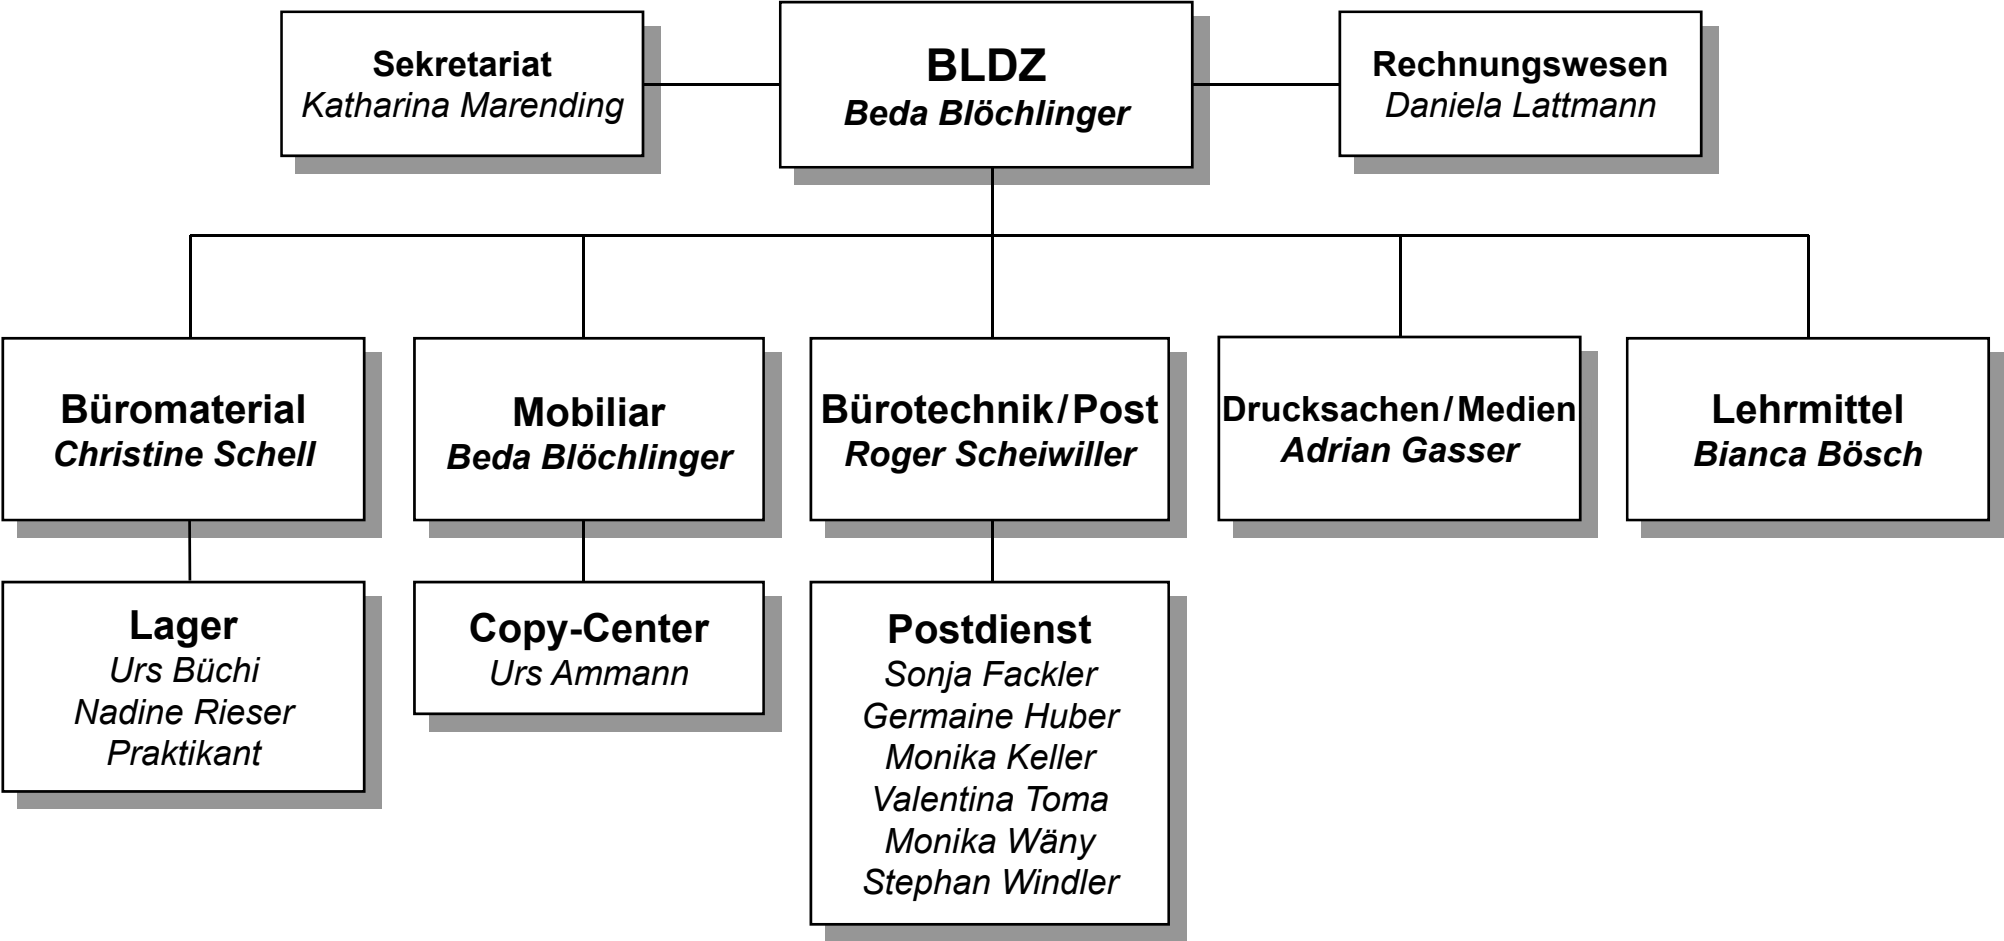 Sekretariat
Katharina Marending
BLDZ
Beda Blöchlinger
Rechnungswesen
Daniela Lattmann
Büromaterial
Christine Schell
Mobiliar
Beda Blöchlinger
Bürotechnik/Post
Roger Scheiwiller
Drucksachen/Medien
Adrian Gasser
Lehrmittel
Bianca Bösch
Lager
Urs Büchi
Nadine Rieser
Praktikant
Copy-Center
Urs Ammann
Postdienst
Sonja Fackler
Germaine Huber
Monika Keller
Valentina Toma
Monika Wäny
Stephan Windler